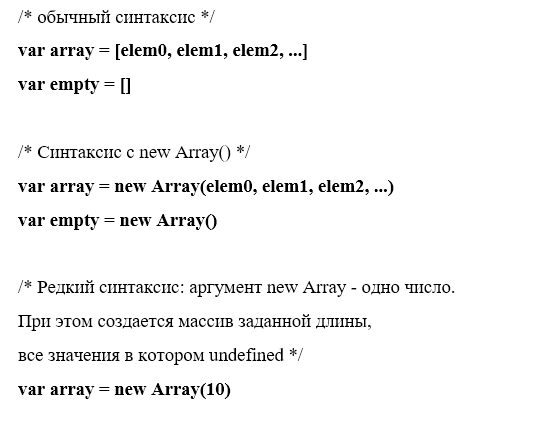 /* обычный синтаксис */
var array = [elem0, elem1, elem2, ...]
var empty = []
/* Синтаксис с new Array() */
var array = new Array(elem0, elem1, elem2, ...)
var empty = new Array()
/* Редкий синтаксис: аргумент new Array - одно число.
При этом создается массив заданной длины,
все значения в котором undefined */
var array = new Array(10)